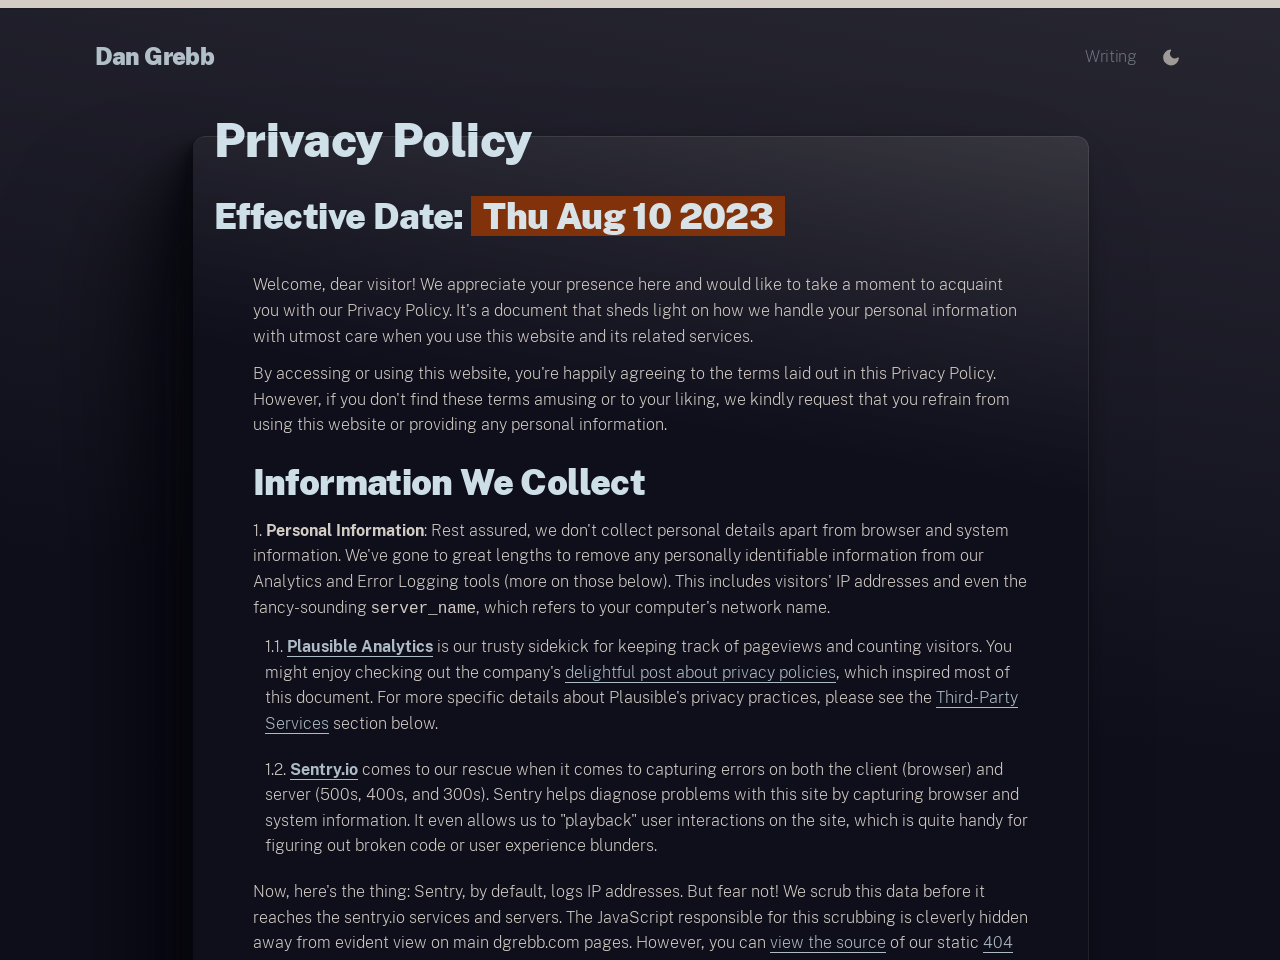 Dan Grebb
Writing
Privacy Policy
Effective Date: Thu Aug 10 2023
Welcome, dear visitor! We appreciate your presence here and would like to take a moment to acquaint
you with our Privacy Policy. It's a document that sheds light on how we handle your personal information
with utmost care when you use this website and its related services.
By accessing or using this website, you're happily agreeing to the terms laid out in this Privacy Policy.
However, if you don't find these terms amusing or to your liking, we kindly request that you refrain from
using this website or providing any personal information.
Information We Collect
1. Personal Information: Rest assured, we don't collect personal details apart from browser and system
information. We've gone to great lengths to remove any personally identifiable information from our
Analytics and Error Logging tools (more on those below). This includes visitors' IP addresses and even the
fancy-sounding server_name, which refers to your computer's network name.
1.1. Plausible Analytics is our trusty sidekick for keeping track of pageviews and counting visitors. You
might enjoy checking out the company's delightful post about privacy policies, which inspired most of
this document. For more specific details about Plausible's privacy practices, please see the Third-Party
Services section below.
1.2. Sentry.io comes to our rescue when it comes to capturing errors on both the client (browser) and
server (500s, 400s, and 300s). Sentry helps diagnose problems with this site by capturing browser and
system information. It even allows us to "playback" user interactions on the site, which is quite handy for
figuring out broken code or user experience blunders.
Now, here's the thing: Sentry, by default, logs IP addresses. But fear not! We scrub this data before it
reaches the sentry.io services and servers. The JavaScript responsible for this scrubbing is cleverly hidden
away from evident view on main dgrebb.com pages. However, you can view the source of our static 404